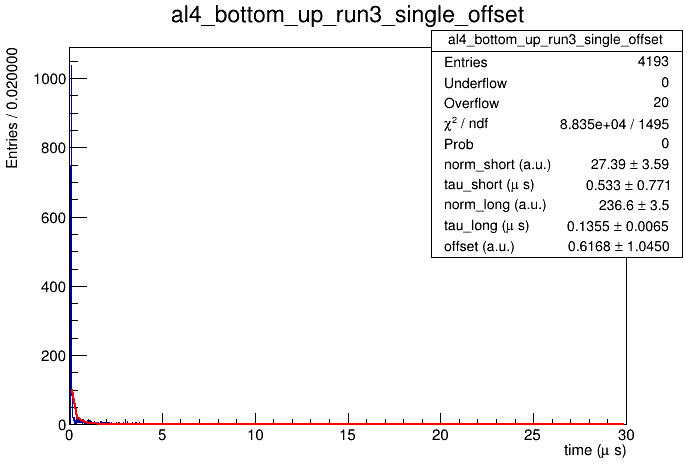 al4_bottom_up_run3_single_offset
al4_bottom_up_run3_single_offset
Entries 4193
Underflow 0
Overflow 20
χ² / ndf 8.835e+04 / 1495
Prob 0
norm_short (a.u.) 27.39 ± 3.59
tau_short (μ s) 0.533 ± 0.771
norm_long (a.u.) 236.6 ± 3.5
tau_long (μ s) 0.1355 ± 0.0065
offset (a.u.) 0.6168 ± 1.0450
Entries / 0.020000
1000
800
600
400
200
0
0 5 10 15 20 25 30
time (μ s)